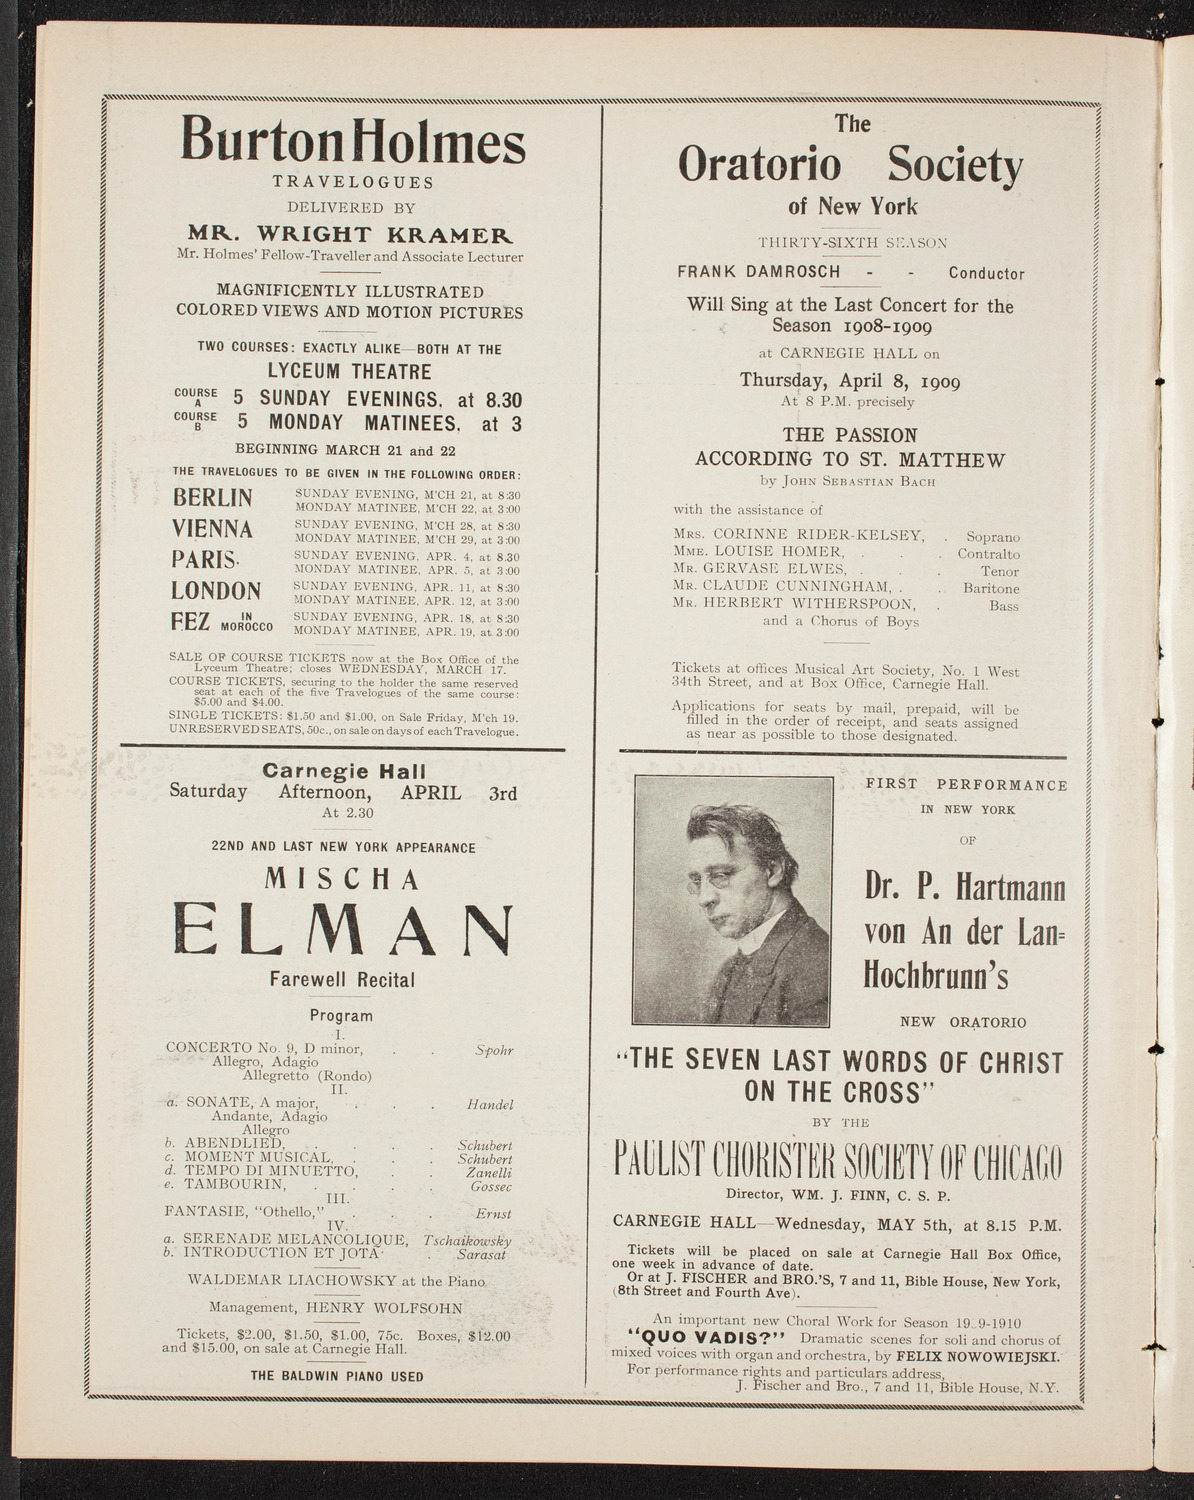 Burton Holmes
TRAVELOGUES
DELIVERED BY
MR. WRIGHT KRAMER
Mr. Holmes' Fellow-Traveller and Associate Lecturer
MAGNIFICENTLY ILLUSTRATED
COLORED VIEWS AND MOTION PICTURES
TWO COURSES: EXACTLY ALIKE—BOTH AT THE
LYCEUM THEATRE
COURSE A 5 SUNDAY EVENINGS, at 8.30
COURSE B 5 MONDAY MATINEES, at 3
BEGINNING MARCH 21 and 22
THE TRAVELOGUES TO BE GIVEN IN THE FOLLOWING ORDER:
BERLIN SUNDAY EVENING, M'CH 21, at 8:30
MONDAY MATINEE, M'CH 22, at 3:00
VIENNA SUNDAY EVENING, M'CH 28, at 8:30
MONDAY MATINEE, M'CH 29, at 3:00
PARIS SUNDAY EVENING, APR. 4, at 8.30
MONDAY MATINEE, APR. 5, at 3:00
LONDON SUNDAY EVENING, APR. 11, at 8:30
MONDAY MATINEE, APR. 12, at 3:00
FEZ IN MOROCCO SUNDAY EVENING, APR. 18, at 8:30
MONDAY MATINEE, APR. 19, at 3:00
SALE OF COURSE TICKETS now at the Box Office of the
Lyceum Theatre; closes WEDNESDAY, MARCH 17.
COURSE TICKETS, securing to the holder the same reserved
seat at each of the five Travelogues of the same course:
$5.00 and $4.00.
SINGLE TICKETS: $1.50 and $1.00, on Sale Friday, M'ch 19.
UNRESERVED SEATS, 50c., on sale on days of each Travelogue.
Carnegie Hall
Saturday Afternoon, APRIL 3rd
At 2.30
22ND AND LAST NEW YORK APPEARANCE
MISCHA
ELMAN
Farewell Recital
Program
I.
CONCERTO No. 9, D minor, . . Spohr
Allegro, Adagio
Allegretto (Rondo)
II.
a. SONATE, A major, . . . Handel
Andante, Adagio
Allegro
b. ABENDLIED, . . . . Schubert
c. MOMENT MUSICAL, . . . Schubert
d. TEMPO DI MINUETTO, . . Zanelli
e. TAMBOURIN, . . . . Gossec
III.
FANTASIE, "Othello," . . . Ernst
IV.
a. SERENADE MELANCOLIQUE, Tschaikowsky
b. INTRODUCTION ET JOTA . Sarasat
WALDEMAR LIACHOWSKY at the Piano
Management, HENRY WOLFSOHN
Tickets, $2.00, $1.50, $1.00, 75c. Boxes, $12.00
and $15.00, on sale at Carnegie Hall.
THE BALDWIN PIANO USED
The
Oratorio Society
of New York
THIRTY-SIXTH SEASON
FRANK DAMROSCH - - Conductor
Will Sing at the Last Concert for the
Season 1908-1909
at CARNEGIE HALL on
Thursday, April 8, 1909
At 8 P.M. precisely
THE PASSION
ACCORDING TO ST. MATTHEW
by JOHN SEBASTIAN BACH
with the assistance of
MRS. CORINNE RIDER-KELSEY, . Soprano
MME. LOUISE HOMER, . . . Contralto
MR. GERVASE ELWES, . . . Tenor
MR. CLAUDE CUNNINGHAM, . . Baritone
MR. HERBERT WITHERSPOON, . Bass
and a Chorus of Boys
Tickets at offices Musical Art Society, No. 1 West
34th Street, and at Box Office, Carnegie Hall.
Applications for seats by mail, prepaid, will be
filled in the order of receipt, and seats assigned
as near as possible to those designated.
FIRST PERFORMANCE
IN NEW YORK
OF
Dr. P. Hartmann
von An der Lan=
Hochbrunn's
NEW ORATORIO
"THE SEVEN LAST WORDS OF CHRIST
ON THE CROSS"
BY THE
PAULIST CHORISTER SOCIETY OF CHICAGO
Director, WM. J. FINN, C. S. P.
CARNEGIE HALL—Wednesday, MAY 5th, at 8.15 P.M.
Tickets will be placed on sale at Carnegie Hall Box Office,
one week in advance of date.
Or at J. FISCHER and BRO.'S, 7 and 11, Bible House, New York,
(8th Street and Fourth Ave).
An important new Choral Work for Season 19 9-1910
"QUO VADIS?" Dramatic scenes for soli and chorus of
mixed voices with organ and orchestra, by FELIX NOWOWIEJSKI.
For performance rights and particulars address,
J. Fischer and Bro., 7 and 11, Bible House, N.Y.